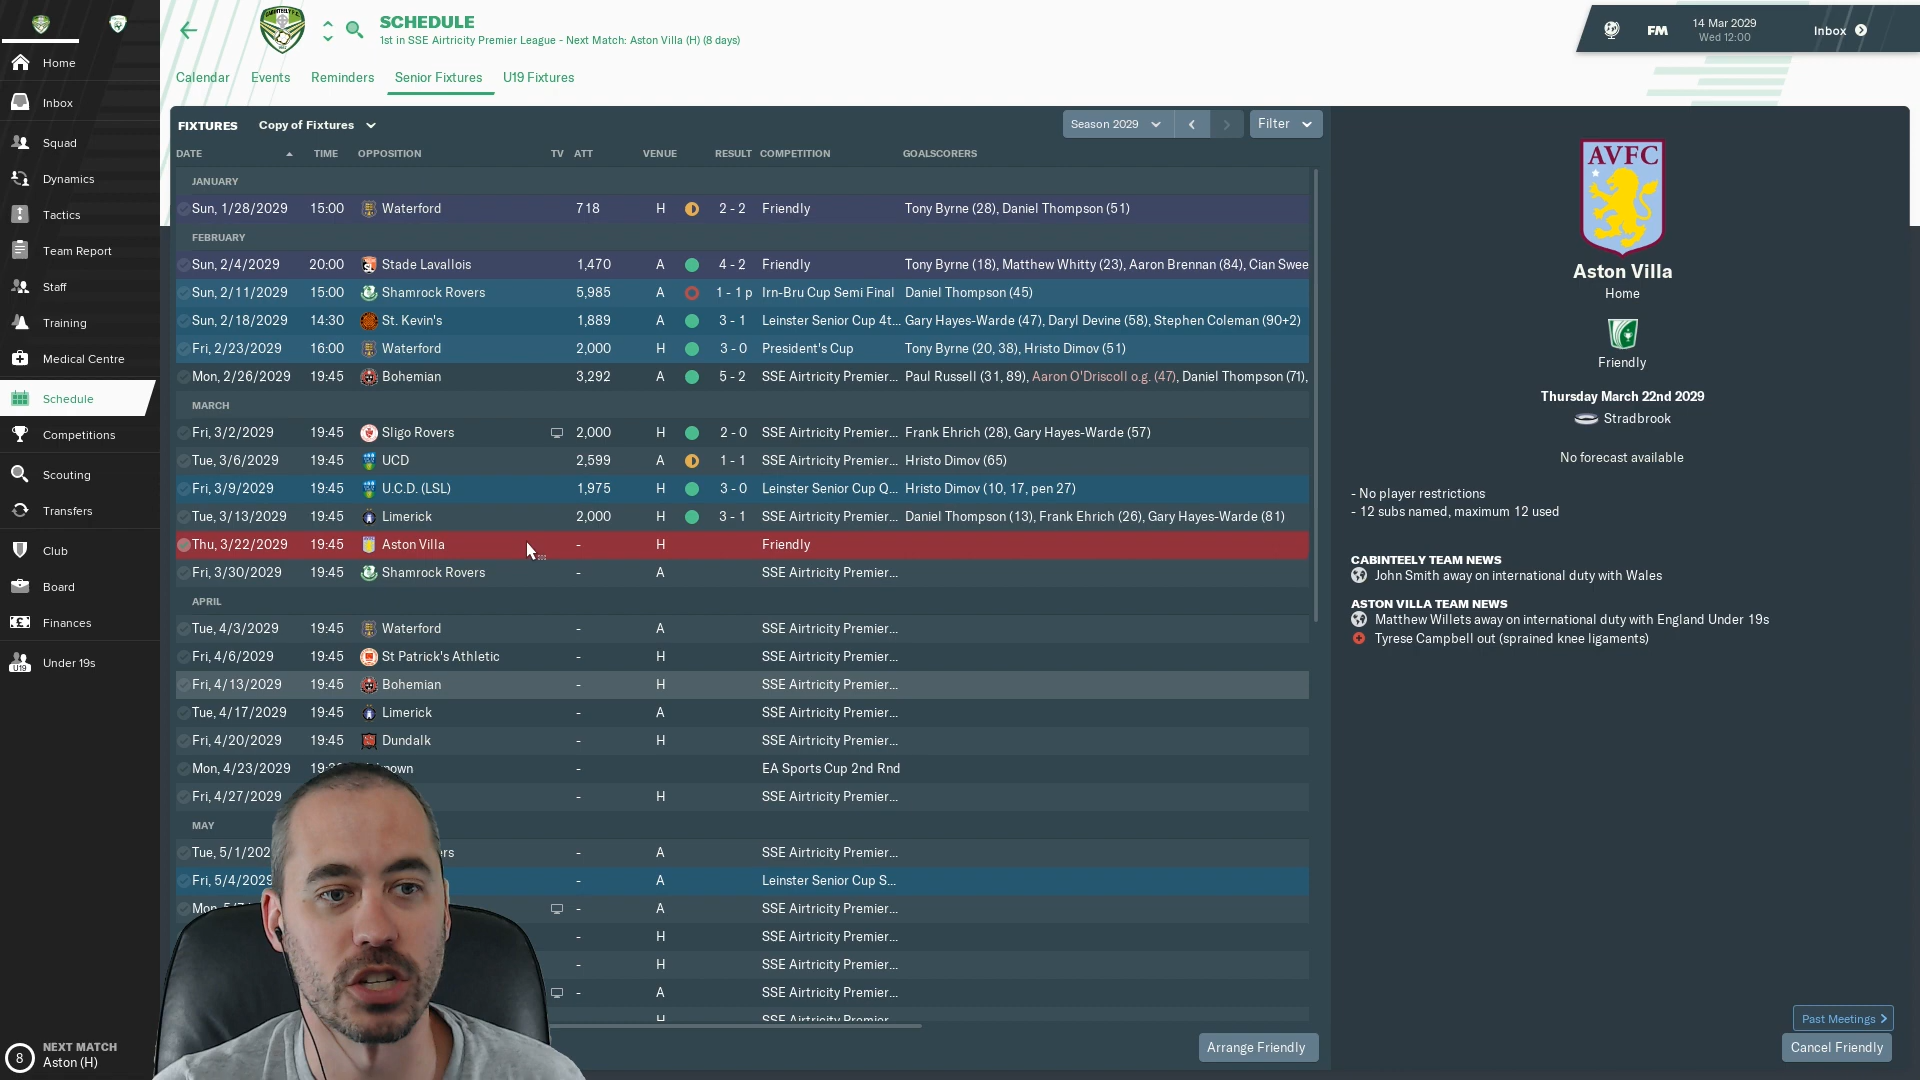 SCHEDULE
1st in SSE Airtricity Premier League - Next Match: Aston Villa (H) (8 days)
FM
14 Mar 2029
Wed 12:00
Inbox
Calendar
Events
Reminders
Senior Fixtures
U19 Fixtures
Home
Inbox
Squad
Dynamics
Tactics
Team Report
Staff
Training
Medical Centre
Schedule
Competitions
Scouting
Transfers
Club
Board
Finances
U19
Under 19s
8
NEXT MATCH
Aston (H)
FIXTURES
Copy of Fixtures
Season 2029
Filter
DATE TIME OPPOSITION TV ATT VENUE RESULT COMPETITION GOALSCORERS
JANUARY
Sun, 1/28/2029 15:00 Waterford 718 H 2 - 2 Friendly Tony Byrne (28), Daniel Thompson (51)
FEBRUARY
Sun, 2/4/2029 20:00 Stade Lavallois 1,470 A 4 - 2 Friendly Tony Byrne (18), Matthew Whitty (23), Aaron Brennan (84), Cian Swee
Sun, 2/11/2029 15:00 Shamrock Rovers 5,985 A 1 - 1 p Irn-Bru Cup Semi Final Daniel Thompson (45)
Sun, 2/18/2029 14:30 St. Kevin's 1,889 A 3 - 1 Leinster Senior Cup 4t... Gary Hayes-Warde (47), Daryl Devine (58), Stephen Coleman (90+2)
Fri, 2/23/2029 16:00 Waterford 2,000 H 3 - 0 President's Cup Tony Byrne (20, 38), Hristo Dimov (51)
Mon, 2/26/2029 19:45 Bohemian 3,292 A 5 - 2 SSE Airtricity Premier... Paul Russell (31, 89), Aaron O'Driscoll o.g. (47), Daniel Thompson (71),
MARCH
Fri, 3/2/2029 19:45 Sligo Rovers 2,000 H 2 - 0 SSE Airtricity Premier... Frank Ehrich (28), Gary Hayes-Warde (57)
Tue, 3/6/2029 19:45 UCD 2,599 A 1 - 1 SSE Airtricity Premier... Hristo Dimov (65)
Fri, 3/9/2029 19:45 U.C.D. (LSL) 1,975 H 3 - 0 Leinster Senior Cup Q... Hristo Dimov (10, 17, pen 27)
Tue, 3/13/2029 19:45 Limerick 2,000 H 3 - 1 SSE Airtricity Premier... Daniel Thompson (13), Frank Ehrich (26), Gary Hayes-Warde (81)
Thu, 3/22/2029 19:45 Aston Villa - H Friendly
Fri, 3/30/2029 19:45 Shamrock Rovers - A SSE Airtricity Premier...
APRIL
Tue, 4/3/2029 19:45 Waterford - A SSE Airtricity Premier...
Fri, 4/6/2029 19:45 St Patrick's Athletic - H SSE Airtricity Premier...
Fri, 4/13/2029 19:45 Bohemian - H SSE Airtricity Premier...
Tue, 4/17/2029 19:45 Limerick - A SSE Airtricity Premier...
Fri, 4/20/2029 19:45 Dundalk - H SSE Airtricity Premier...
Mon, 4/23/2029 - EA Sports Cup 2nd Rnd
Fri, 4/27/2029 - H SSE Airtricity Premier...
MAY
Tue, 5/1/202 ers - A SSE Airtricity Premier...
Fri, 5/4/2029 - A Leinster Senior Cup S...
Mon, - A SSE Airtricity Premier...
- H SSE Airtricity Premier...
- H SSE Airtricity Premier...
- A SSE Airtricity Premier...
H SSE Airtricity Premier
Arrange Friendly
AVFC
Aston Villa
Home
Friendly
Thursday March 22nd 2029
Stradbrook
No forecast available
- No player restrictions
- 12 subs named, maximum 12 used
CABINTEELY TEAM NEWS
John Smith away on international duty with Wales
ASTON VILLA TEAM NEWS
Matthew Willets away on international duty with England Under 19s
Tyrese Campbell out (sprained knee ligaments)
Past Meetings
Cancel Friendly